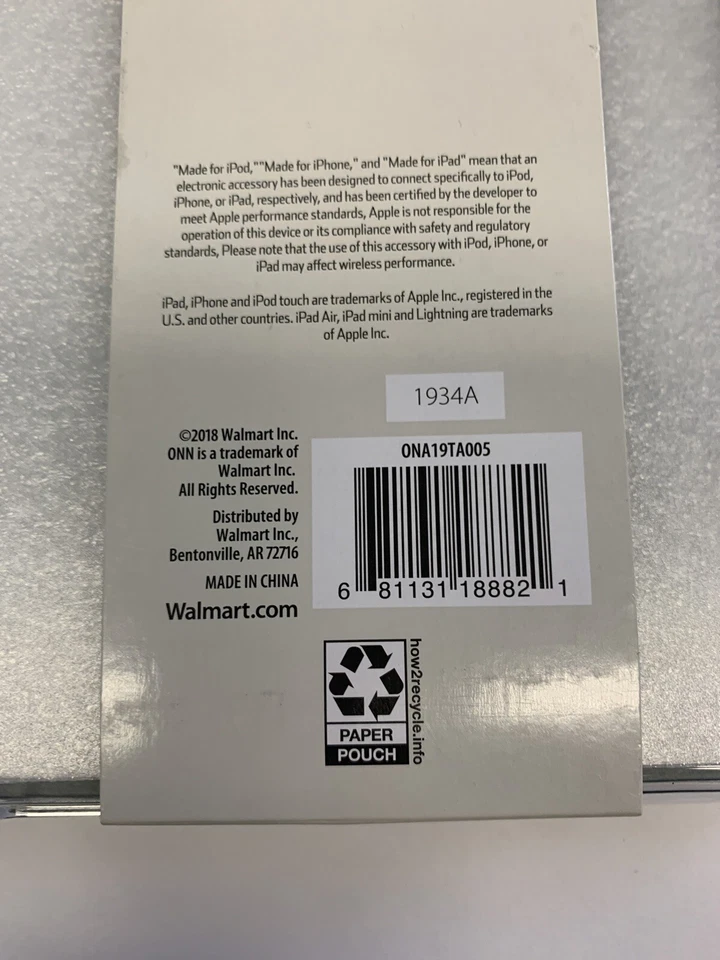 "Made for iPod,""Made for iPhone," and "Made for iPad" mean that an
electronic accessory has been designed to connect specifically to iPod,
iPhone, or iPad, respectively, and has been certified by the developer to
meet Apple performance standards, Apple is not responsible for the
operation of this device or its compliance with safety and regulatory
standards, Please note that the use of this accessory with iPod, iPhone, or
iPad may affect wireless performance.
iPad, iPhone and iPod touch are trademarks of Apple Inc., registered in the
U.S. and other countries. iPad Air, iPad mini and Lightning are trademarks
of Apple Inc.
1934A
©2018 Walmart Inc.
ONN is a trademark of
Walmart Inc.
All Rights Reserved.
Distributed by
Walmart Inc.,
Bentonville, AR 72716
MADE IN CHINA
Walmart.com
ONA19TA005
6 81131 18882 1
how2recycle.info
PAPER
POUCH